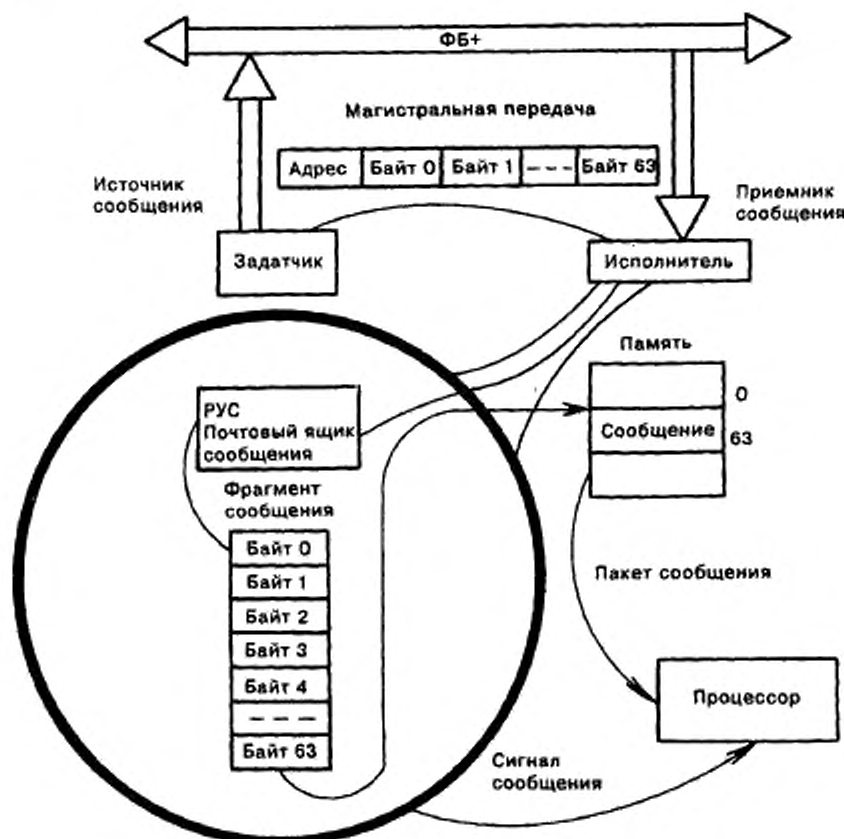 ФБ+
Магистральная передача
Адрес Байт 0 Байт 1 --- Байт 63
Источник
сообщения
Приемник
сообщения
Задатчик
Исполнитель
Память
0
Сообщение
63
РУС
Почтовый ящик
сообщения
Фрагмент
сообщения
Байт 0
Байт 1
Байт 2
Байт 3
Байт 4
---
Байт 63
Пакет сообщения
Процессор
Сигнал
сообщения